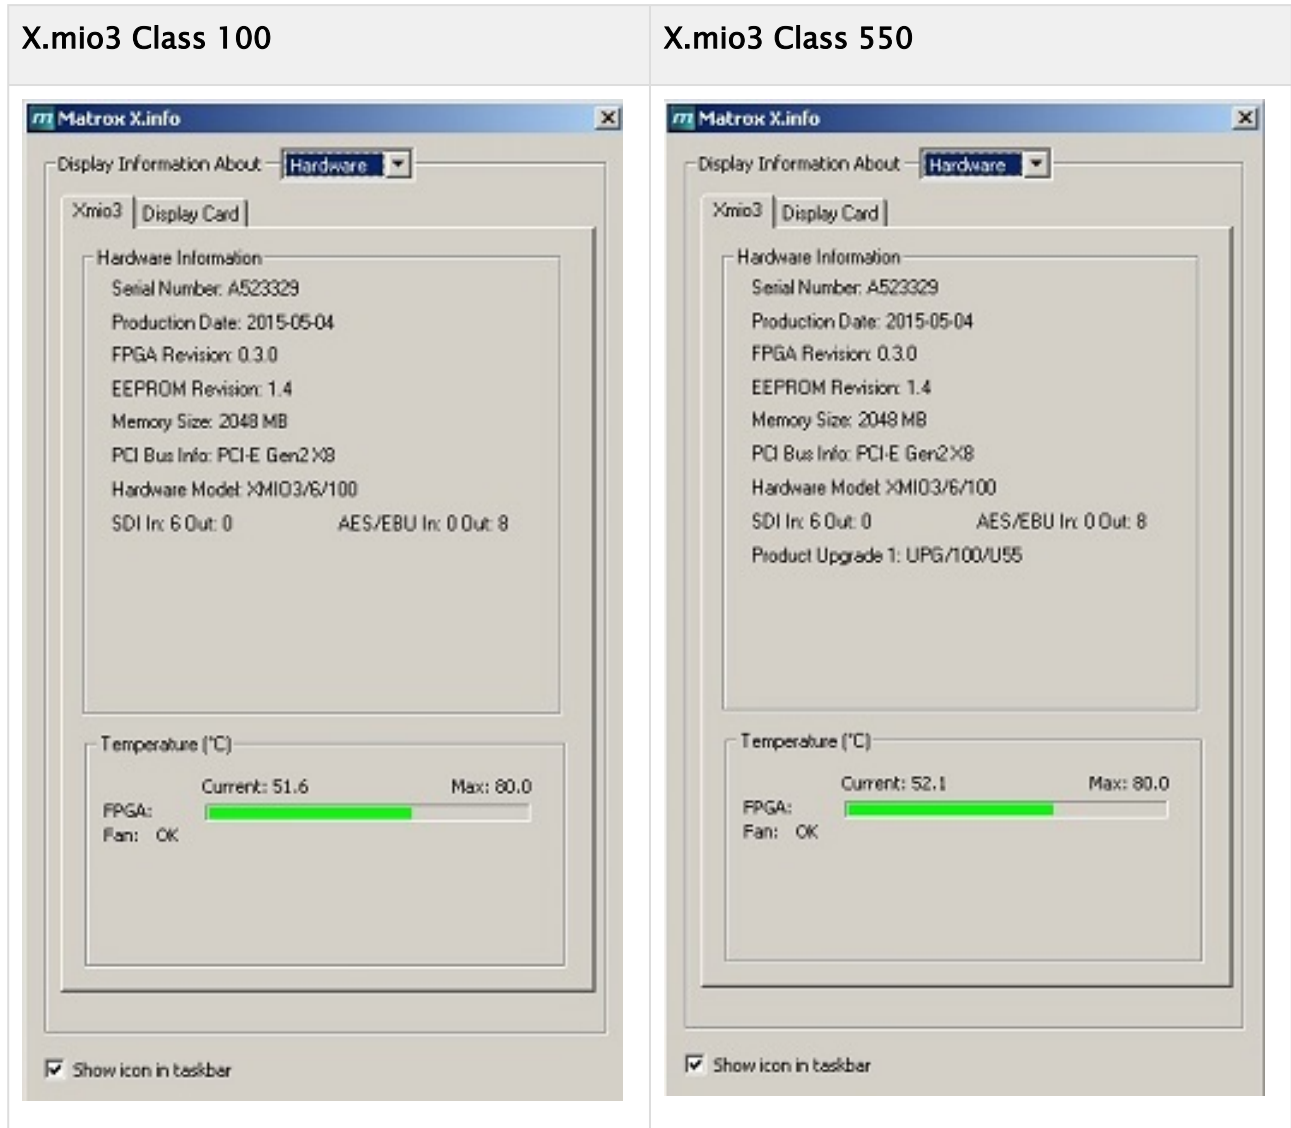 X.mio3 Class 100
Matrox X.info
Display Information About Hardware
Xmio3 Display Card
Hardware Information
Serial Number: A523329
Production Date: 2015-05-04
FPGA Revision: 0.3.0
EEPROM Revision: 1.4
Memory Size: 2048 MB
PCI Bus Info: PCI-E Gen2 X8
Hardware Model: XMIO3/6/100
SDI In: 6 Out: 0 AES/EBU In: 0 Out: 8
Temperature (°C)
Current: 51.6 Max: 80.0
FPGA:
Fan: OK
Show icon in taskbar
X.mio3 Class 550
Matrox X.info
Display Information About Hardware
Xmio3 Display Card
Hardware Information
Serial Number: A523329
Production Date: 2015-05-04
FPGA Revision: 0.3.0
EEPROM Revision: 1.4
Memory Size: 2048 MB
PCI Bus Info: PCI-E Gen2 X8
Hardware Model: XMIO3/6/100
SDI In: 6 Out: 0 AES/EBU In: 0 Out: 8
Product Upgrade 1: UPG/100/U55
Temperature (°C)
Current: 52.1 Max: 80.0
FPGA:
Fan: OK
Show icon in taskbar